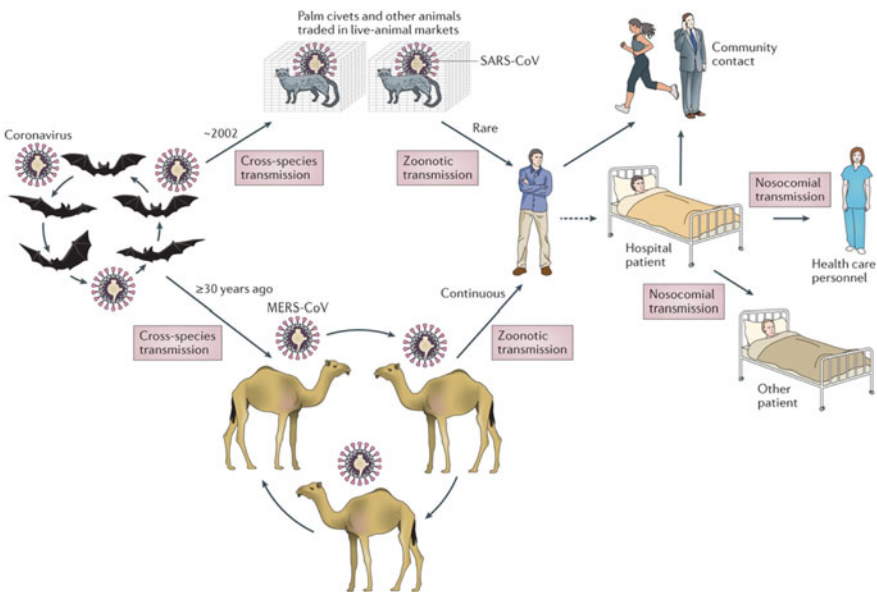 Palm civets and other animals
traded in live-animal markets
SARS-CoV
Community
contact
Coronavirus
~2002
Rare
Cross-species
transmission
Zoonotic
transmission
Nosocomial
transmission
Hospital
patient
Health care
personnel
≥30 years ago
MERS-CoV
Continuous
Nosocomial
transmission
Cross-species
transmission
Zoonotic
transmission
Other
patient